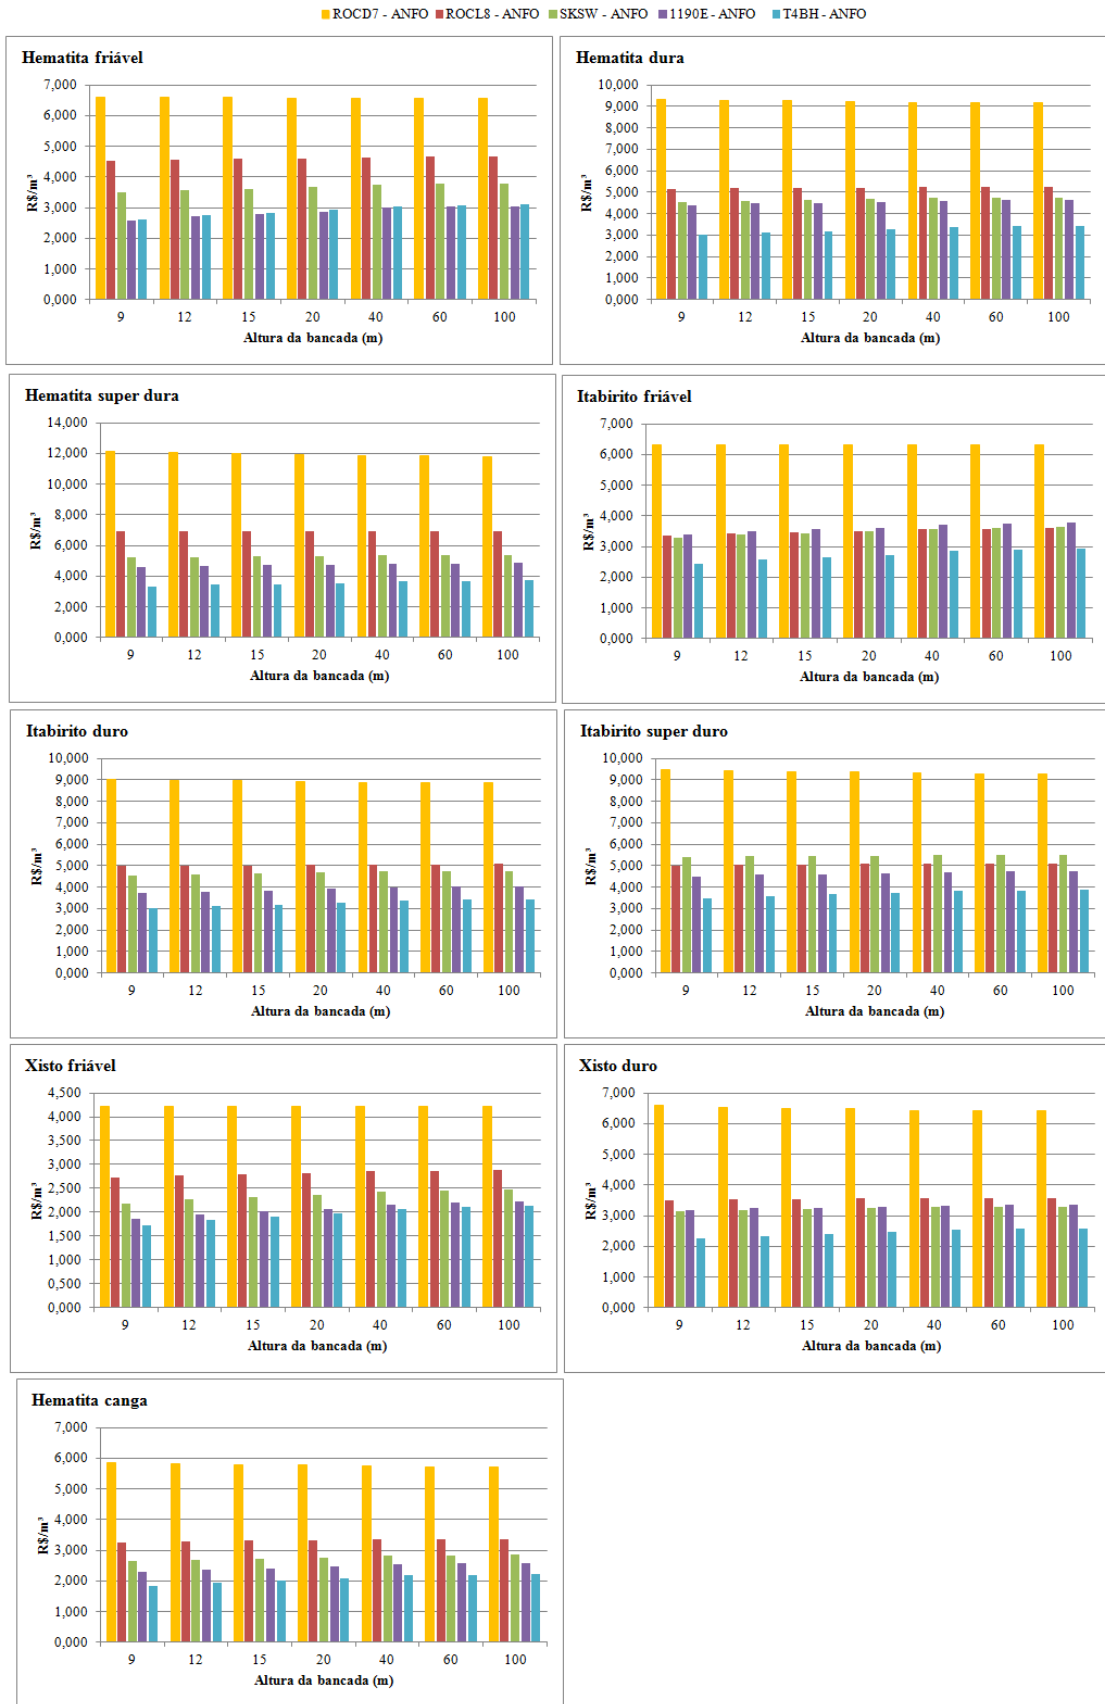 ROCD7 - ANFO ROCL8 - ANFO SKSW - ANFO 1190E - ANFO T4BH - ANFO
Hematita friável
7,000
6,000
5,000
4,000
3,000
2,000
1,000
0,000
R$/m³
9 12 15 20 40 60 100
Altura da bancada (m)
Hematita dura
10,000
9,000
8,000
7,000
6,000
5,000
4,000
3,000
2,000
1,000
0,000
R$/m³
9 12 15 20 40 60 100
Altura da bancada (m)
Hematita super dura
14,000
12,000
10,000
8,000
6,000
4,000
2,000
0,000
R$/m³
9 12 15 20 40 60 100
Altura da bancada (m)
Itabirito friável
7,000
6,000
5,000
4,000
3,000
2,000
1,000
0,000
R$/m³
9 12 15 20 40 60 100
Altura da bancada (m)
Itabirito duro
10,000
9,000
8,000
7,000
6,000
5,000
4,000
3,000
2,000
1,000
0,000
R$/m³
9 12 15 20 40 60 100
Altura da bancada (m)
Itabirito super duro
10,000
9,000
8,000
7,000
6,000
5,000
4,000
3,000
2,000
1,000
0,000
R$/m³
9 12 15 20 40 60 100
Altura da bancada (m)
Xisto friável
4,500
4,000
3,500
3,000
2,500
2,000
1,500
1,000
0,500
0,000
R$/m³
9 12 15 20 40 60 100
Altura da bancada (m)
Xisto duro
7,000
6,000
5,000
4,000
3,000
2,000
1,000
0,000
R$/m³
9 12 15 20 40 60 100
Altura da bancada (m)
Hematita canga
7,000
6,000
5,000
4,000
3,000
2,000
1,000
0,000
R$/m³
9 12 15 20 40 60 100
Altura da bancada (m)